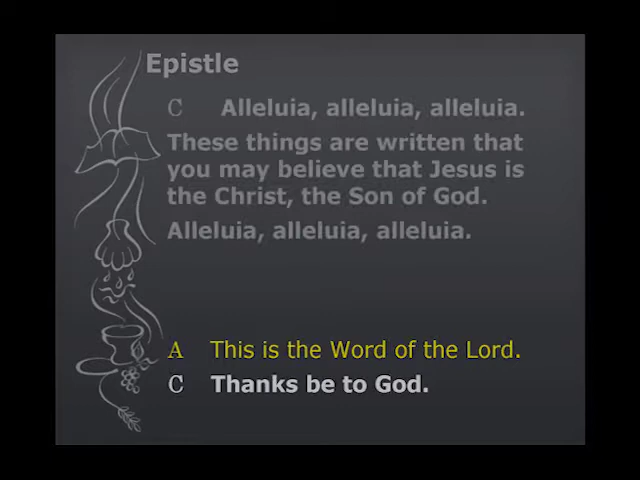 Epistle
C Alleluia, alleluia, alleluia.
These things are written that
you may believe that Jesus is
the Christ, the Son of God.
Alleluia, alleluia, alleluia.
A This is the Word of the Lord.
C Thanks be to God.